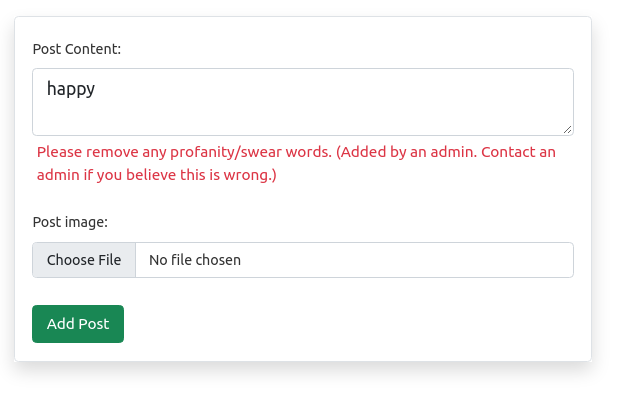 Post Content:
happy
Please remove any profanity/swear words. (Added by an admin. Contact an
admin if you believe this is wrong.)
Post image:
Choose File No file chosen
Add Post